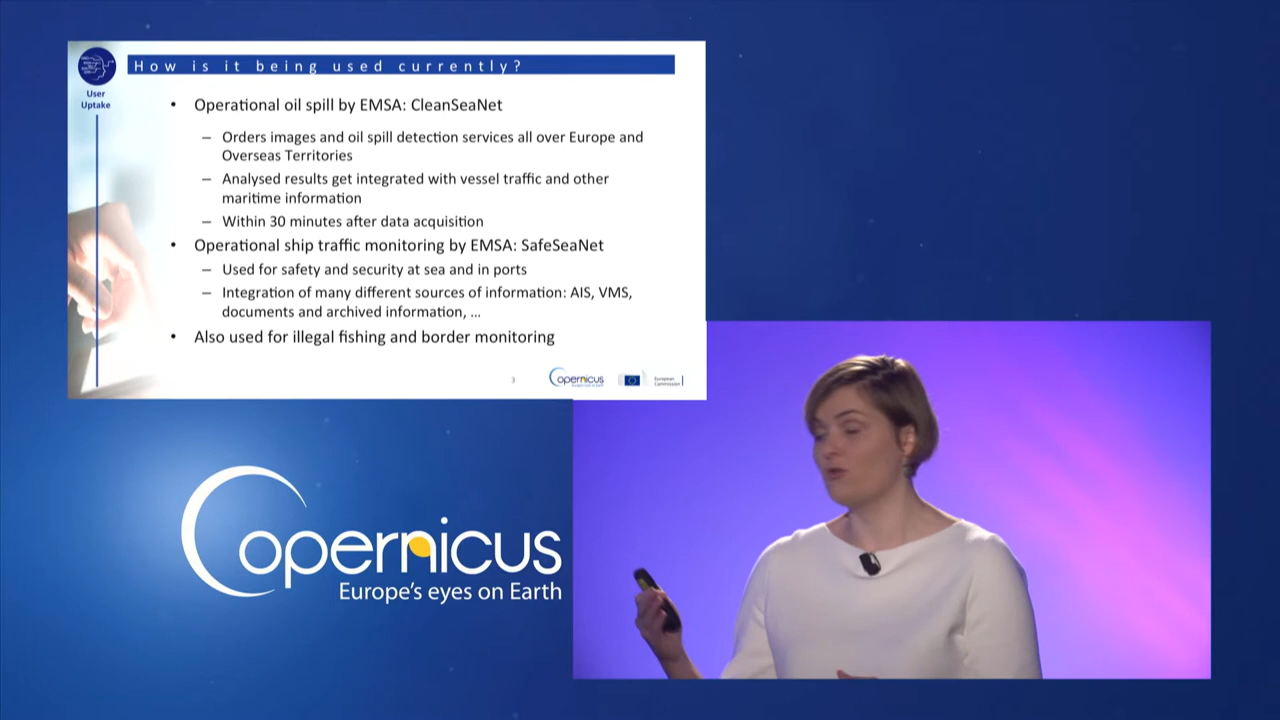 How is it being used currently?
User
Uptake
• Operational oil spill by EMSA: CleanSeaNet
– Orders images and oil spill detection services all over Europe and
Overseas Territories
– Analysed results get integrated with vessel traffic and other
maritime information
– Within 30 minutes after data acquisition
• Operational ship traffic monitoring by EMSA: SafeSeaNet
– Used for safety and security at sea and in ports
– Integration of many different sources of information: AIS, VMS,
documents and archived information, ...
• Also used for illegal fishing and border monitoring
3
Copernicus
European
Commission
Copernicus
Europe's eyes on Earth